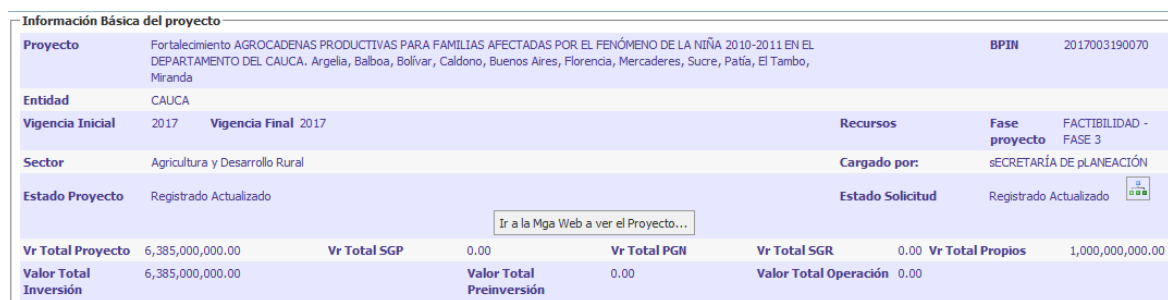 Información Básica del proyecto
Proyecto Fortalecimiento AGROCADENAS PRODUCTIVAS PARA FAMILIAS AFECTADAS POR EL FENÓMENO DE LA NIÑA 2010-2011 EN EL BPIN 2017003190070
DEPARTAMENTO DEL CAUCA. Argelia, Balboa, Bolívar, Caldono, Buenos Aires, Florencia, Mercaderes, Sucre, Patía, El Tambo,
Miranda
Entidad CAUCA
Vigencia Inicial 2017 Vigencia Final 2017 Recursos Fase FACTIBILIDAD -
proyecto FASE 3
Sector Agricultura y Desarrollo Rural Cargado por: sECRETARÍA DE pLANEACIÓN
Estado Proyecto Registrado Actualizado Estado Solicitud Registrado Actualizado
Ir a la Mga Web a ver el Proyecto...
Vr Total Proyecto 6,385,000,000.00 Vr Total SGP 0.00 Vr Total PGN Vr Total SGR 0.00 Vr Total Propios 1,000,000,000.00
Valor Total 6,385,000,000.00 Valor Total 0.00 Valor Total Operación 0.00
Inversión Preinversión